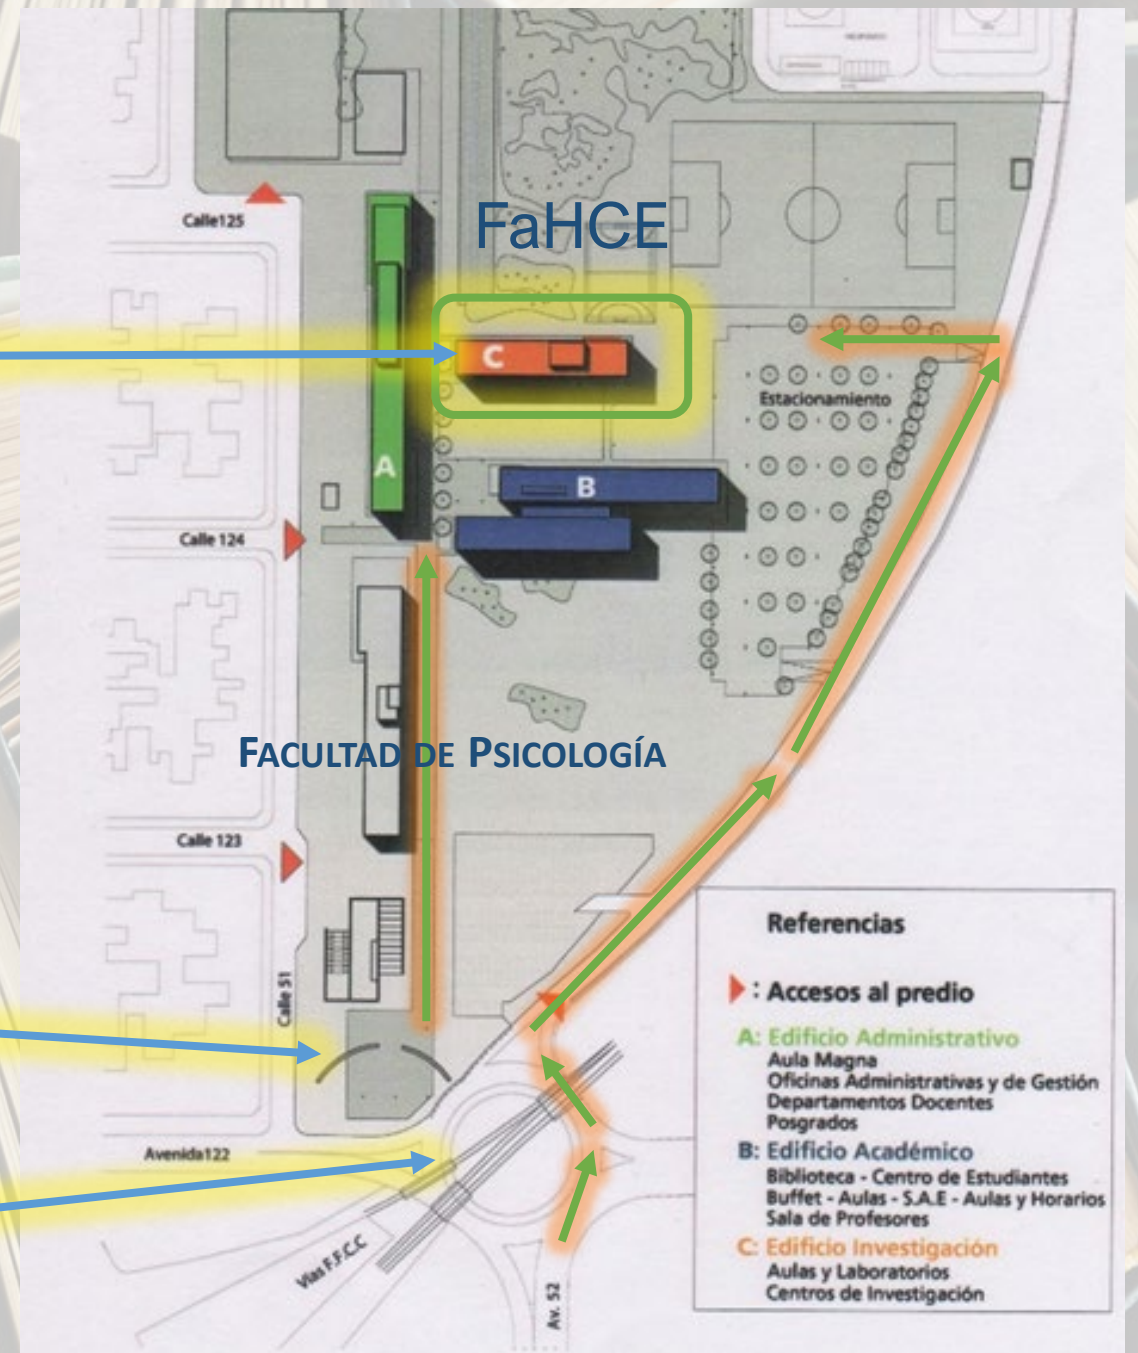 Calle125
FaHCE
C
Estacionamiento
A
B
Calle 124
FACULTAD DE PSICOLOGÍA
Calle 123
Calle 51
Avenida122
Vias F.F.C.C
Av. 52
Referencias
: Accesos al predio
A: Edificio Administrativo
Aula Magna
Oficinas Administrativas y de Gestión
Departamentos Docentes
Posgrados
B: Edificio Académico
Biblioteca - Centro de Estudiantes
Buffet - Aulas - S.A.E - Aulas y Horarios
Sala de Profesores
C: Edificio Investigación
Aulas y Laboratorios
Centros de Investigación